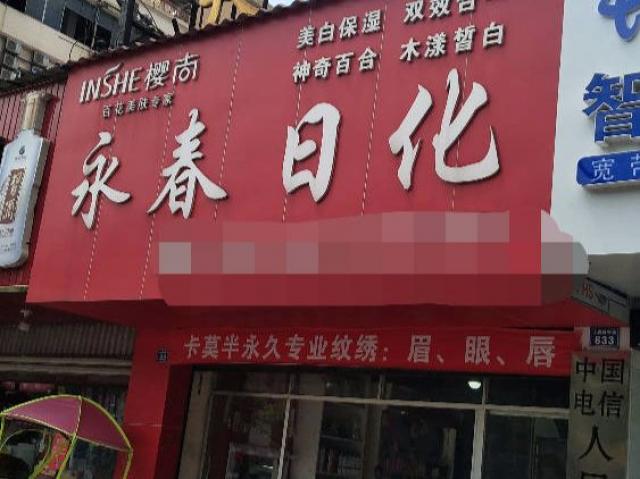 INSHE樱尚
百花美肤专家
美白保湿 双效合
神奇百合 木漾皙白
永春日化
卡莫半永久专业纹绣：眉、眼、唇
智
宽
633
中国
电信
人